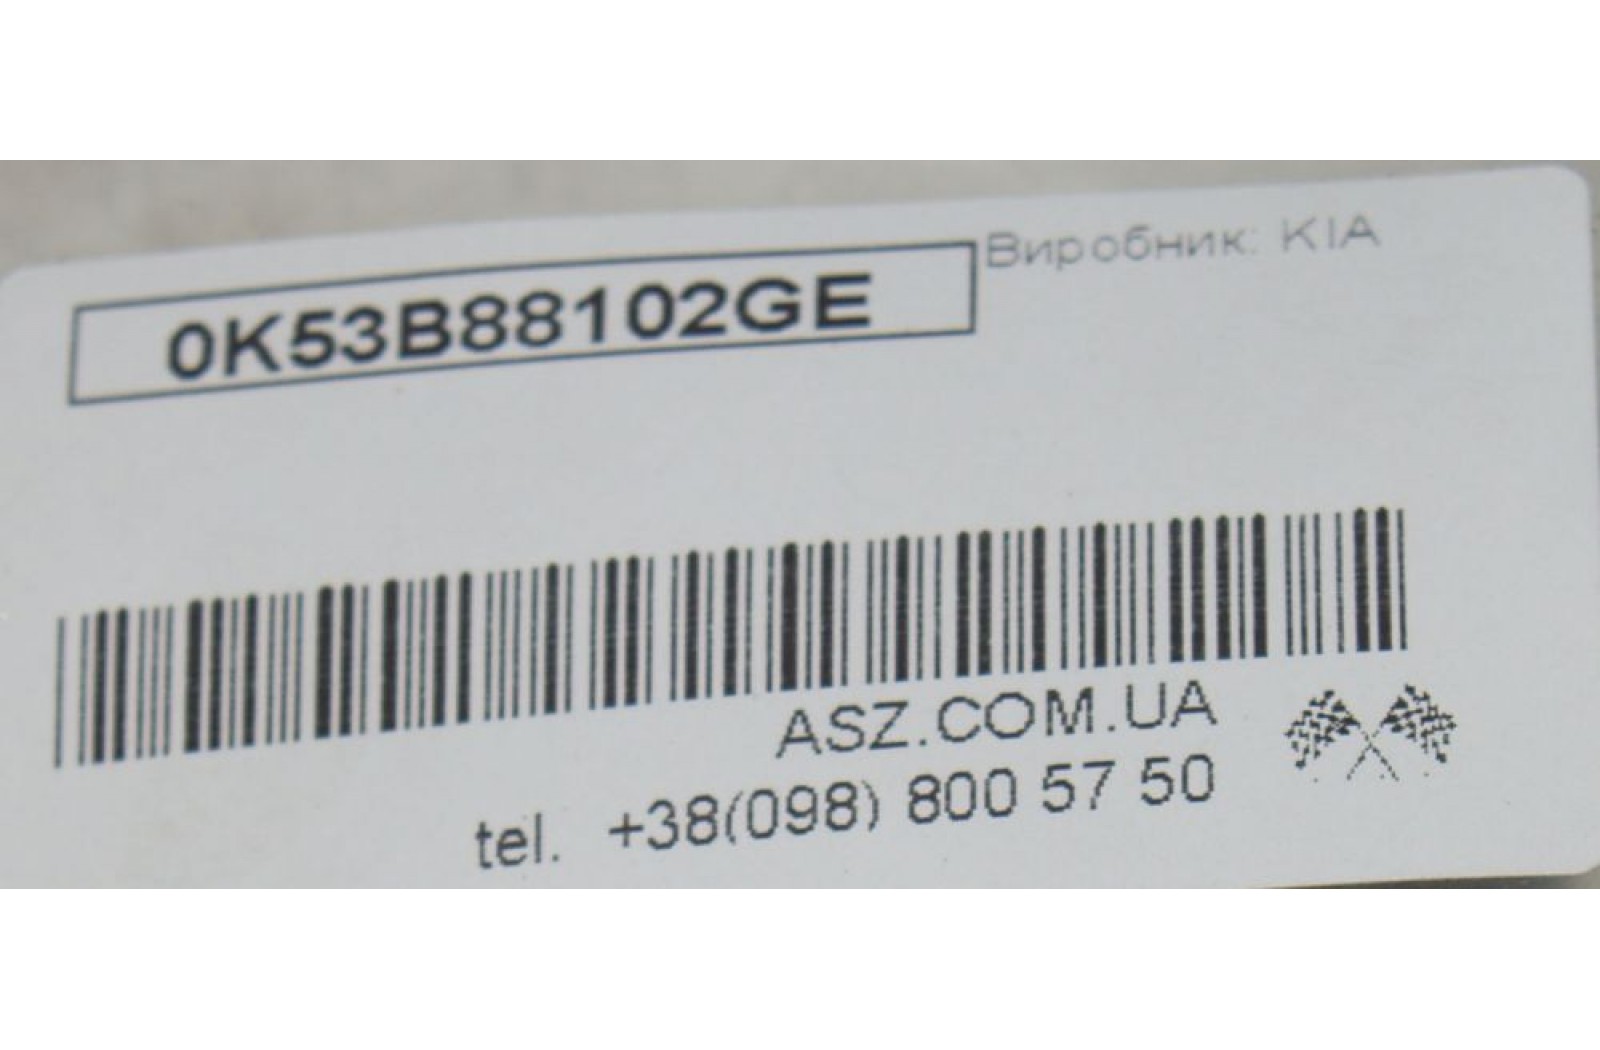 0K53B88102GE
Виробник: KIA
ASZ.COM.UA
tel. +38(098) 800 57 50